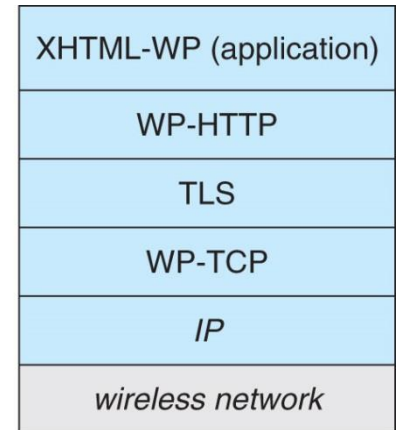 XHTML-WP (application)
WP-HTTP
TLS
WP-TCP
IP
wireless network